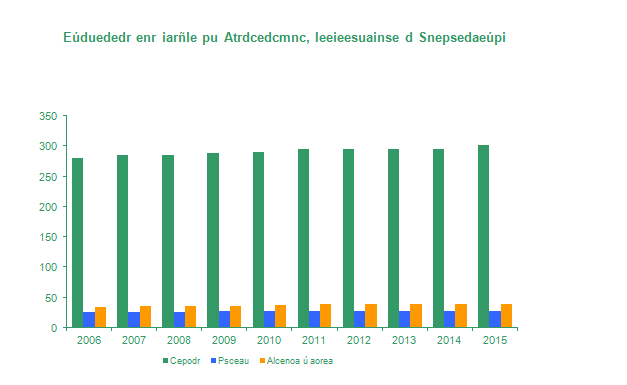 Eúduededr enr iarñle pu Atrdcedcmnc, leeieesuainse d Snepsedaeúpi
350
300
250
200
150
100
50
0
2006 2007 2008 2009 2010 2011 2012 2013 2014 2015
Cepodr Psceau Alcenoa ú aorea